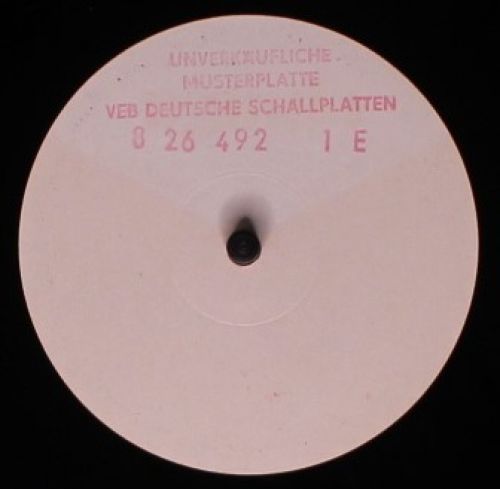 UNVERKÄUFLICHE
MUSTERPLATTE
VEB DEUTSCHE SCHALLPLATTEN
8 26 492 1 E